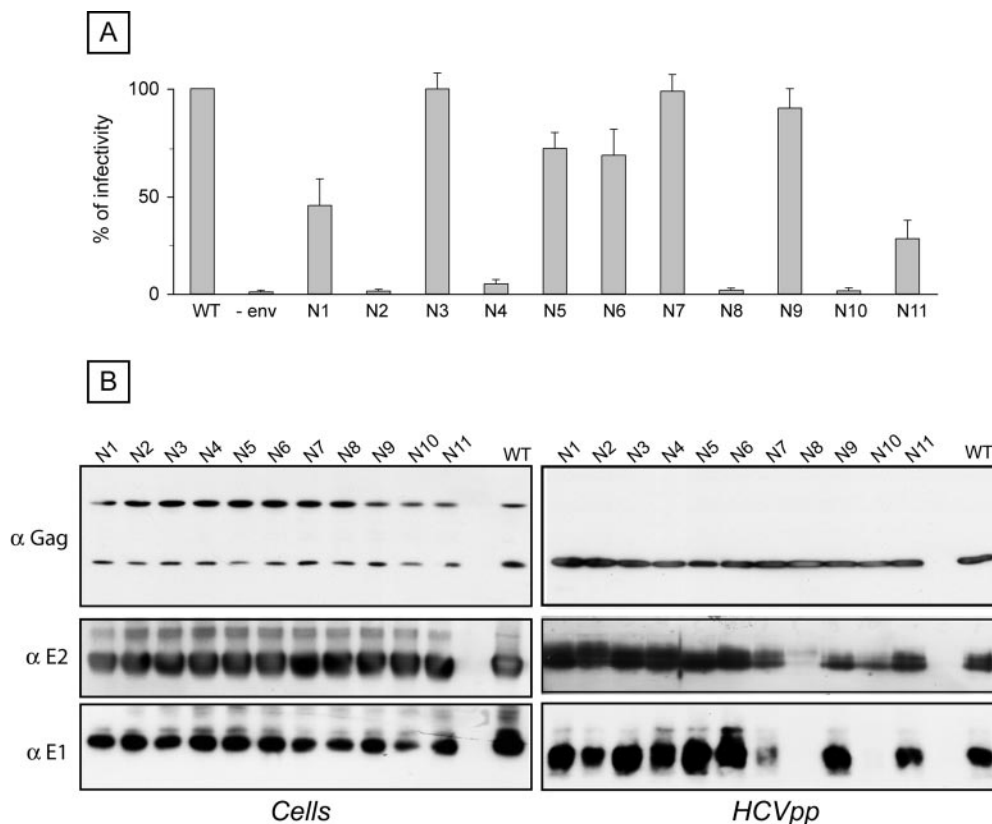 A
% of infectivity
100
50
0
WT - env N1 N2 N3 N4 N5 N6 N7 N8 N9 N10 N11
B
N1 N2 N3 N4 N5 N6 N7 N8 N9 N10 N11 WT
N1 N2 N3 N4 N5 N6 N7 N8 N9 N10 N11 WT
α Gag
α E2
α E1
Cells
HCVpp